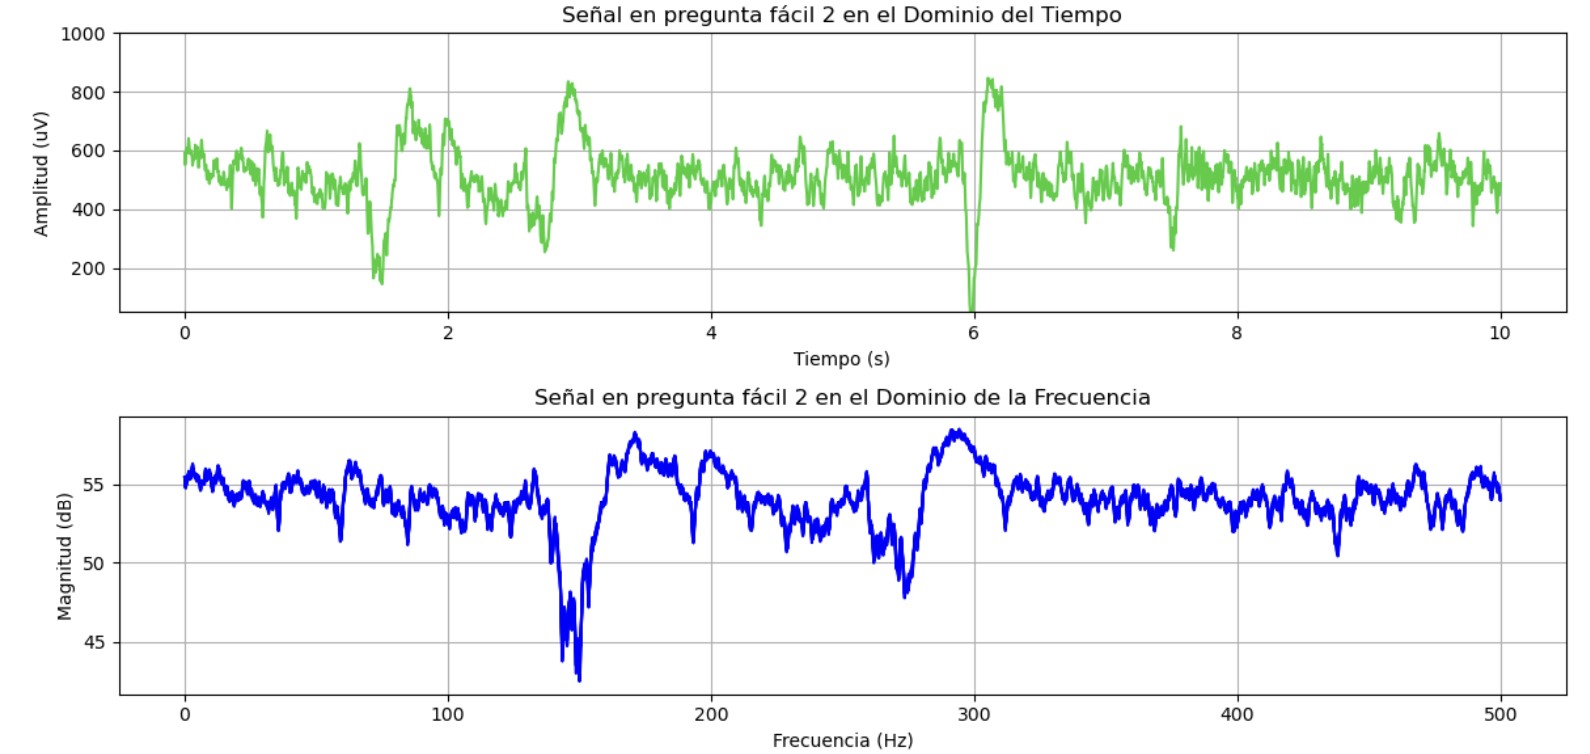 Señal en pregunta fácil 2 en el Dominio del Tiempo
1000
800
600
400
200
Amplitud (uV)
0 2 4 6 8 10
Tiempo (s)
Señal en pregunta fácil 2 en el Dominio de la Frecuencia
55
50
45
Magnitud (dB)
0 100 200 300 400 500
Frecuencia (Hz)